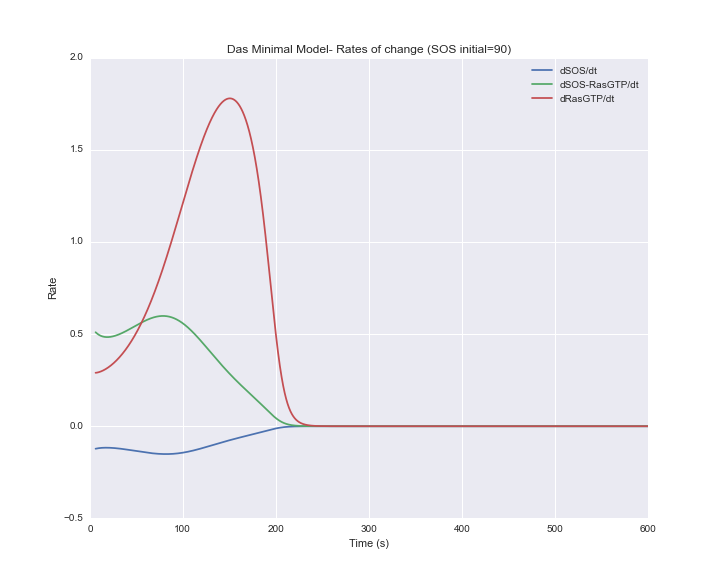 Das Minimal Model- Rates of change (SOS initial=90)
dSOS/dt
dSOS-RasGTP/dt
dRasGTP/dt
2.0
1.5
1.0
0.5
0.0
−0.5
Rate
0 100 200 300 400 500 600
Time (s)